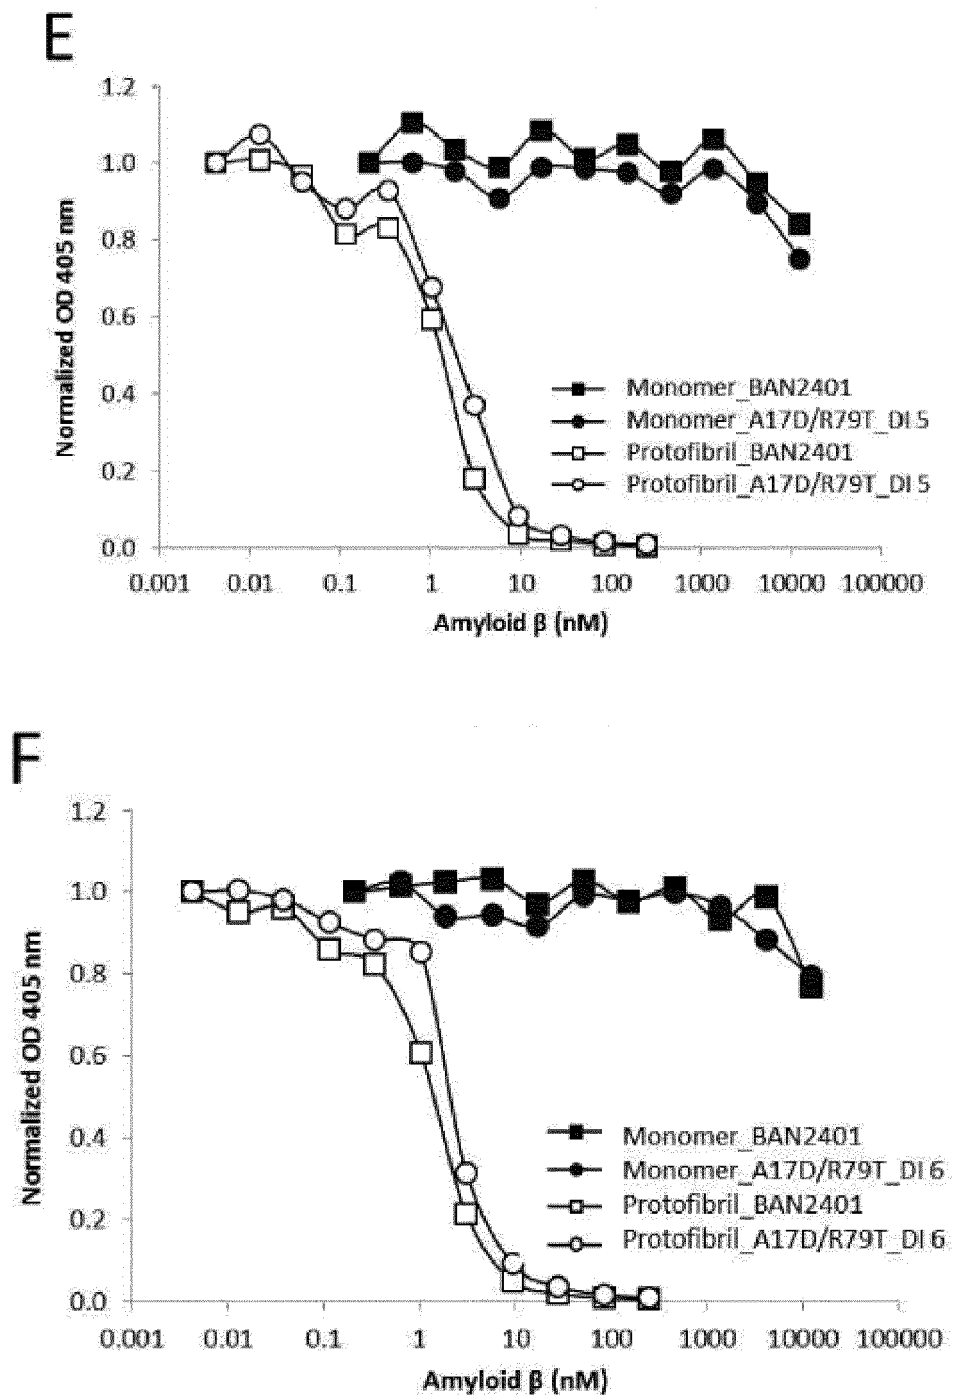 E
1.2
1.0
0.8
0.6
0.4
0.2
0.0
Normalized OD 405 nm
Monomer_BAN2401
Monomer_A17D/R79T_DI 5
Protofibril_BAN2401
Protofibril_A17D/R79T_DI 5
0.001 0.01 0.1 1 10 100 1000 10000 100000
Amyloid β (nM)
F
1.2
1.0
0.8
0.6
0.4
0.2
0.0
Normalized OD 405 nm
Monomer_BAN2401
Monomer_A17D/R79T_DI 6
Protofibril_BAN2401
Protofibril_A17D/R79T_DI 6
0.001 0.01 0.1 1 10 100 1000 10000 100000
Amyloid β (nM)